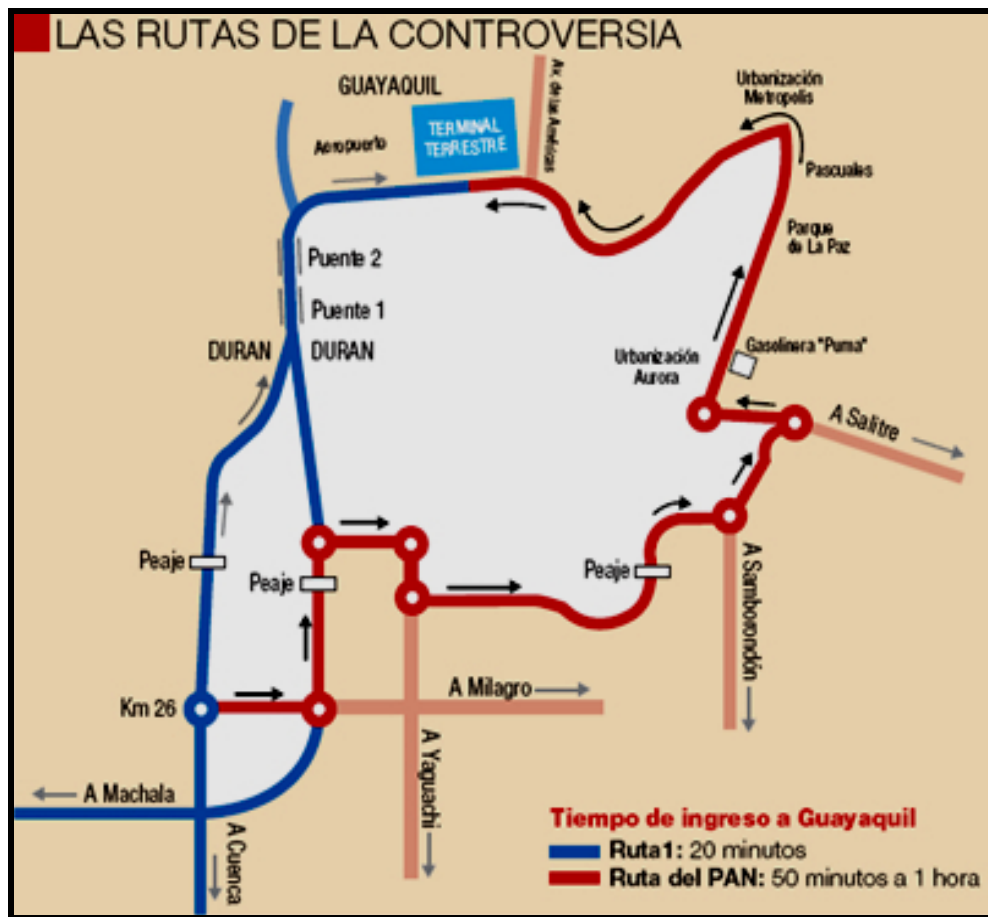 LAS RUTAS DE LA CONTROVERSIA
GUAYAQUIL
Aeropuerto
TERMINAL
TERRESTRE
Av. de las Américas
Urbanización
Metropolis
Pascuales
Parque
de La Paz
Puente 2
Puente 1
DURAN
DURAN
Urbanización
Aurora
Gasolinera "Puma"
A Salitre
Peaje
Peaje
Peaje
A Samborondón
Km 26
A Milagro
A Yaguachi
A Machala
A Cuenca
Tiempo de ingreso a Guayaquil
Ruta1: 20 minutos
Ruta del PAN: 50 minutos a 1 hora